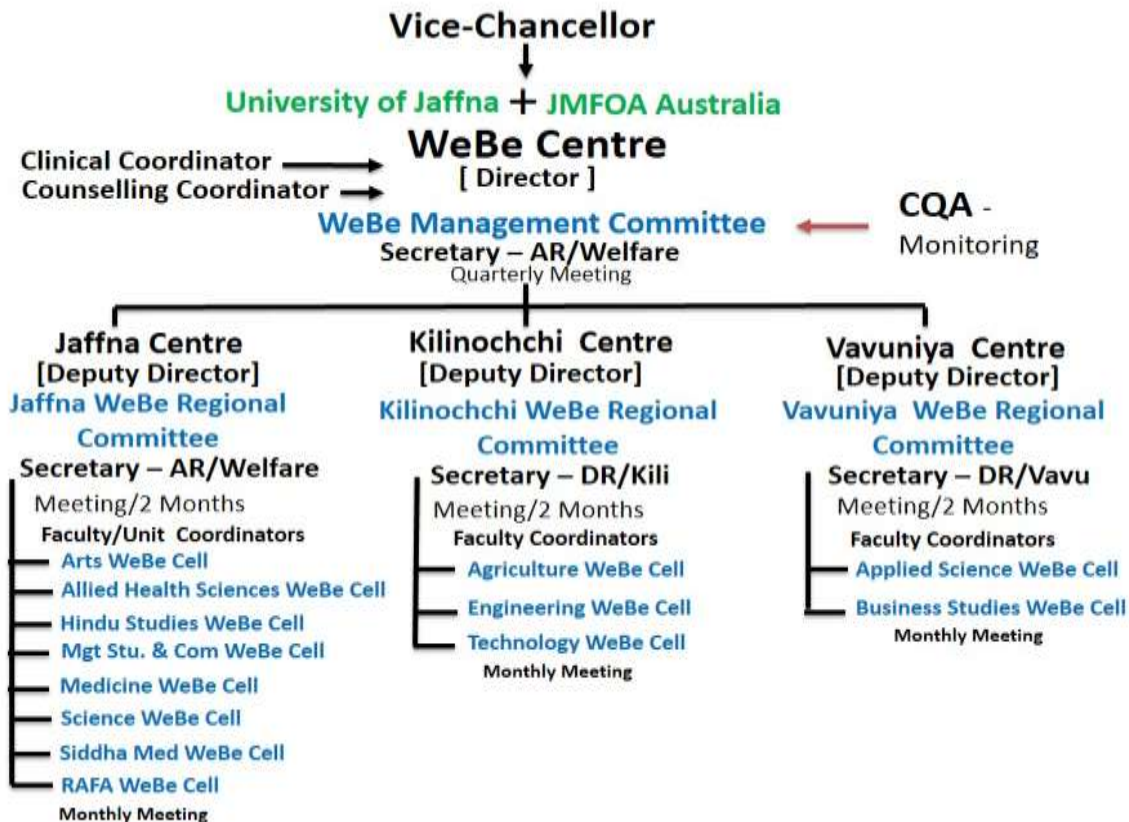 Vice-Chancellor
University of Jaffna + JMFOA Australia
WeBe Centre
[ Director ]
Clinical Coordinator
Counselling Coordinator
WeBe Management Committee
Secretary – AR/Welfare
Quarterly Meeting
CQA -
Monitoring
Jaffna Centre
[Deputy Director]
Jaffna WeBe Regional
Committee
Secretary – AR/Welfare
Meeting/2 Months
Faculty/Unit Coordinators
Arts WeBe Cell
Allied Health Sciences WeBe Cell
Hindu Studies WeBe Cell
Mgt Stu. & Com WeBe Cell
Medicine WeBe Cell
Science WeBe Cell
Siddha Med WeBe Cell
RAFA WeBe Cell
Monthly Meeting
Kilinochchi Centre
[Deputy Director]
Kilinochchi WeBe Regional
Committee
Secretary – DR/Kili
Meeting/2 Months
Faculty Coordinators
Agriculture WeBe Cell
Engineering WeBe Cell
Technology WeBe Cell
Monthly Meeting
Vavuniya Centre
[Deputy Director]
Vavuniya WeBe Regional
Committee
Secretary – DR/Vavu
Meeting/2 Months
Faculty Coordinators
Applied Science WeBe Cell
Business Studies WeBe Cell
Monthly Meeting